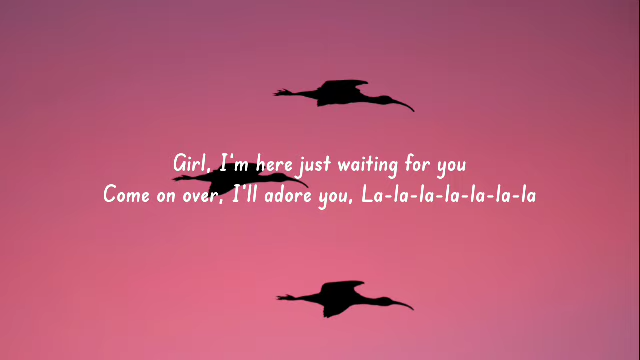 Girl, I'm here just waiting for you
Come on over, I'll adore you, La-la-la-la-la-la-la